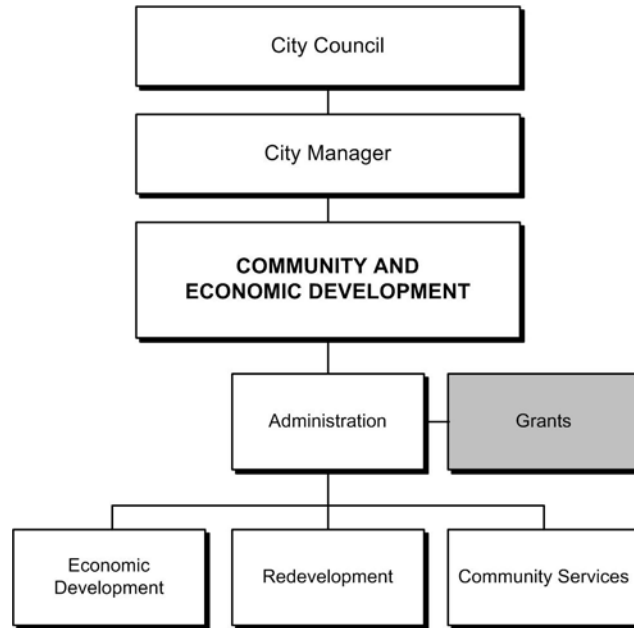 City Council
City Manager
COMMUNITY AND
ECONOMIC DEVELOPMENT
Administration
Grants
Economic
Development
Redevelopment
Community Services